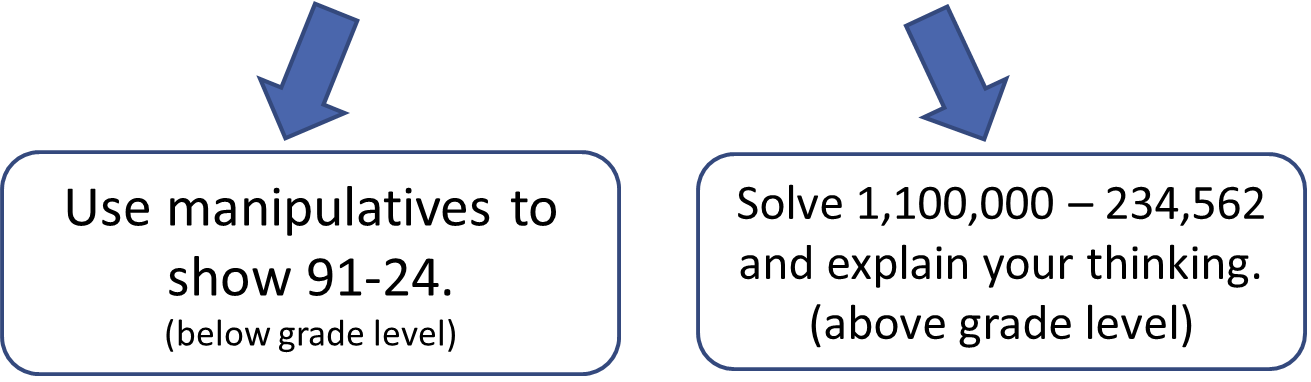 Use manipulatives to
show 91-24.
(below grade level)
Solve 1,100,000 – 234,562
and explain your thinking.
(above grade level)